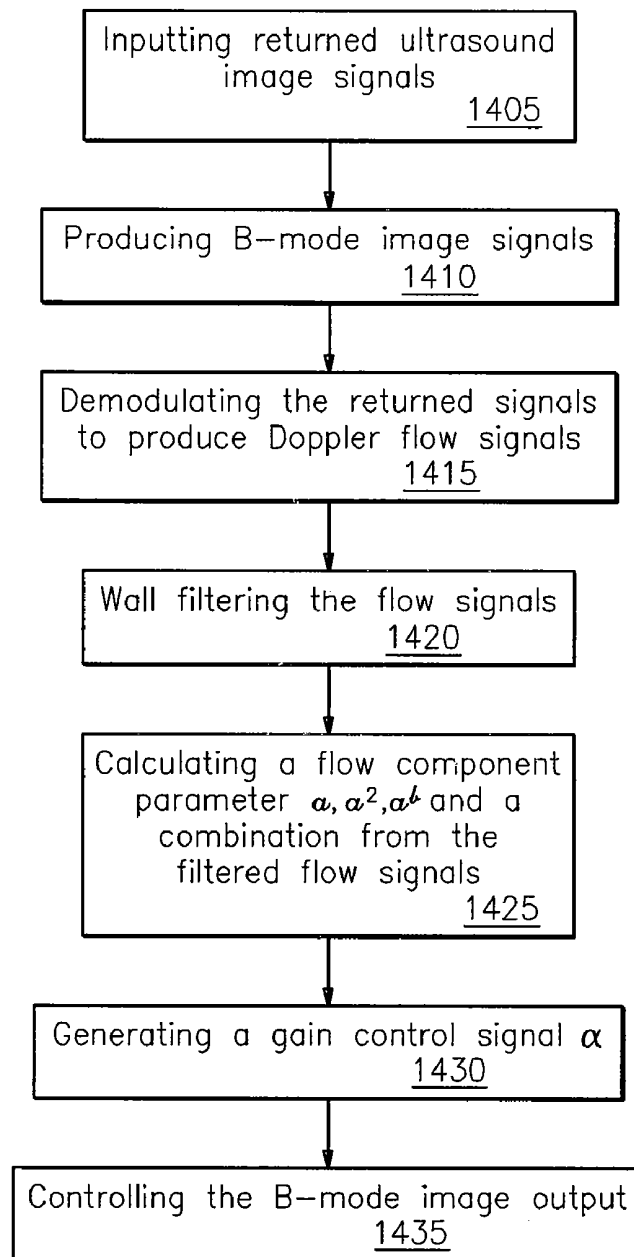 Inputting returned ultrasound
image signals
1405
Producing B-mode image signals
1410
Demodulating the returned signals
to produce Doppler flow signals
1415
Wall filtering the flow signals
1420
Calculating a flow component
parameter a, a², aᵇ and a
combination from the
filtered flow signals
1425
Generating a gain control signal α
1430
Controlling the B-mode image output
1435